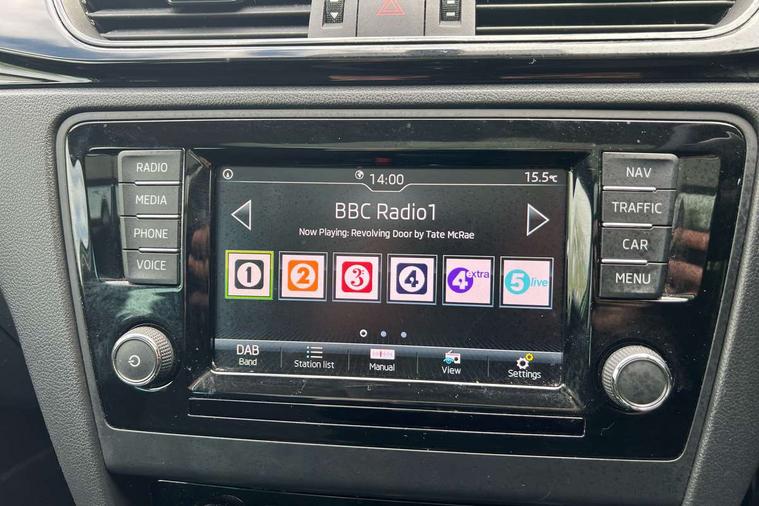 RADIO
MEDIA
PHONE
VOICE
14:00
15.5°C
BBC Radio1
Now Playing: Revolving Door by Tate McRae
1
2
3
4
4 extra
5 live
DAB
Band
Station list
Manual
View
Settings
NAV
TRAFFIC
CAR
MENU